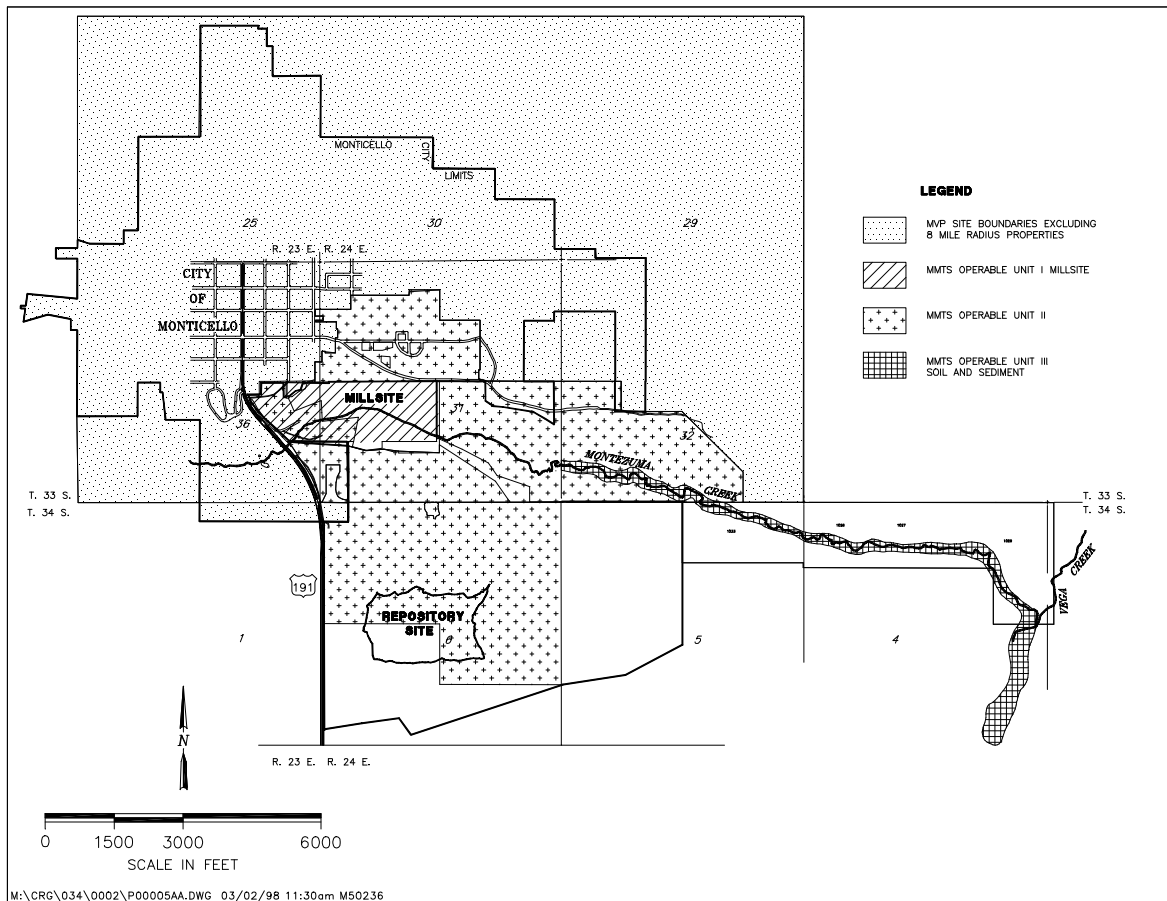 MONTICELLO
CITY
LIMITS
25
30
29
R. 23 E.
R. 24 E.
CITY
OF
MONTICELLO
MILLSITE
31
36
32
MONTEZUMA
CREEK
T. 33 S.
T. 34 S.
T. 33 S.
T. 34 S.
VEGA
CREEK
191
REPOSITORY
SITE
1
6
5
4
R. 23 E.
R. 24 E.
N
0 1500 3000 6000
SCALE IN FEET
LEGEND
MVP SITE BOUNDARIES EXCLUDING
8 MILE RADIUS PROPERTIES
MMTS OPERABLE UNIT I MILLSITE
MMTS OPERABLE UNIT II
MMTS OPERABLE UNIT III
SOIL AND SEDIMENT
M:\CRG\034\0002\P00005AA.DWG 03/02/98 11:30am M50236